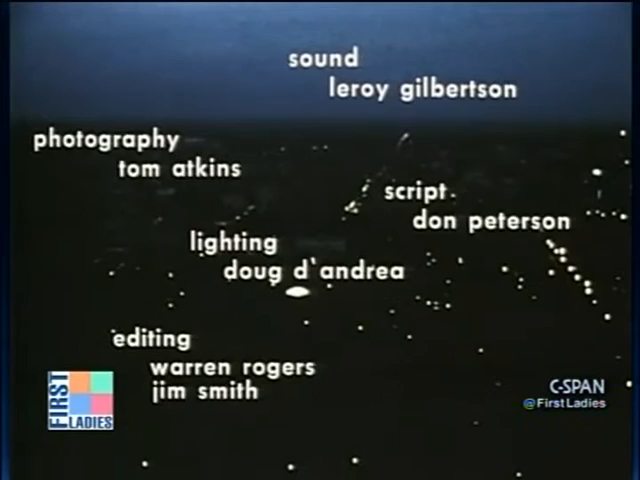 sound
leroy gilbertson
photography
tom atkins
script
don peterson
lighting
doug d'andrea
editing
warren rogers
jim smith
FIRST
LADIES
C-SPAN
@FirstLadies